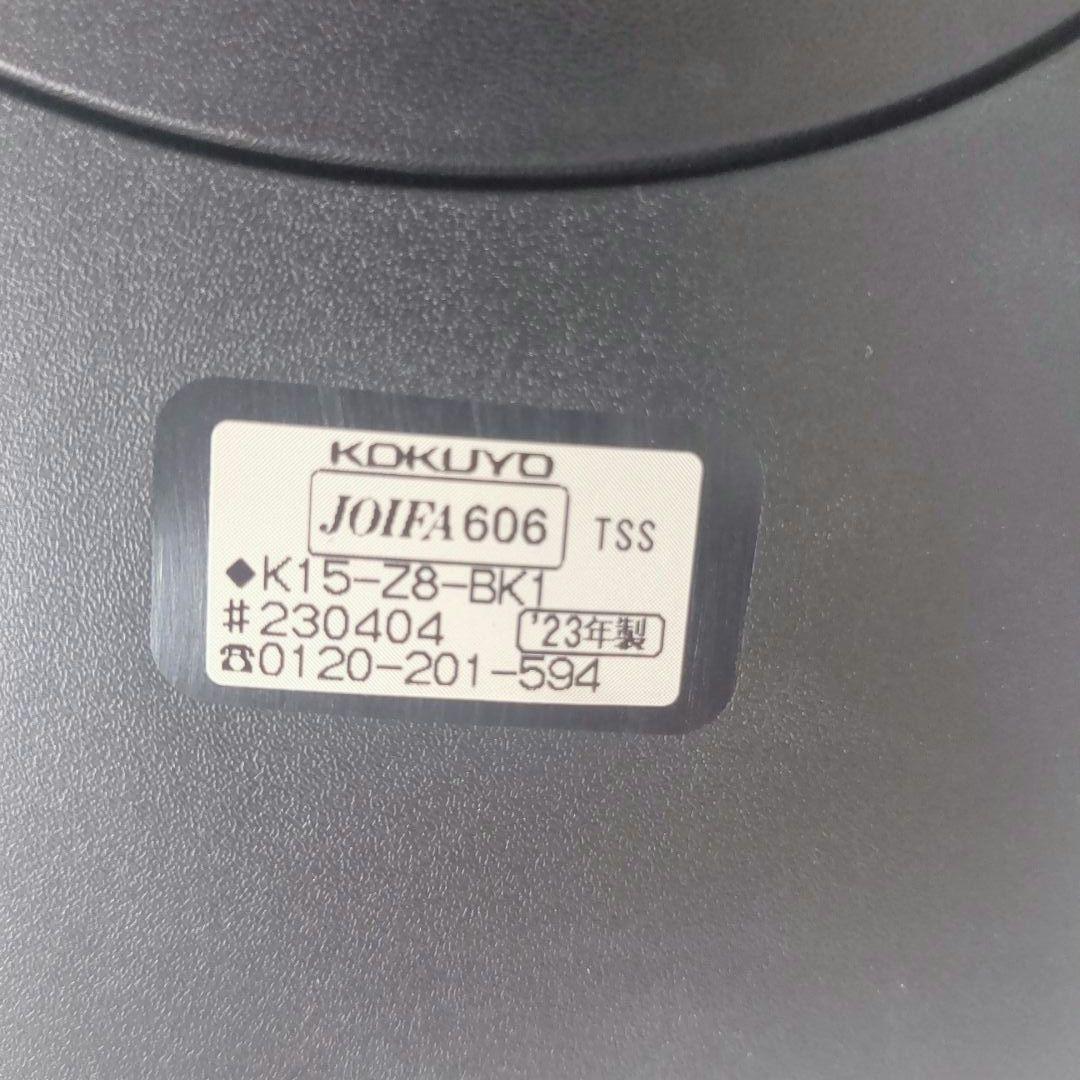 KOKUYO
JOIFA606 TSS
◆K15-Z8-BK1
#230404 '23年製
☎0120-201-594